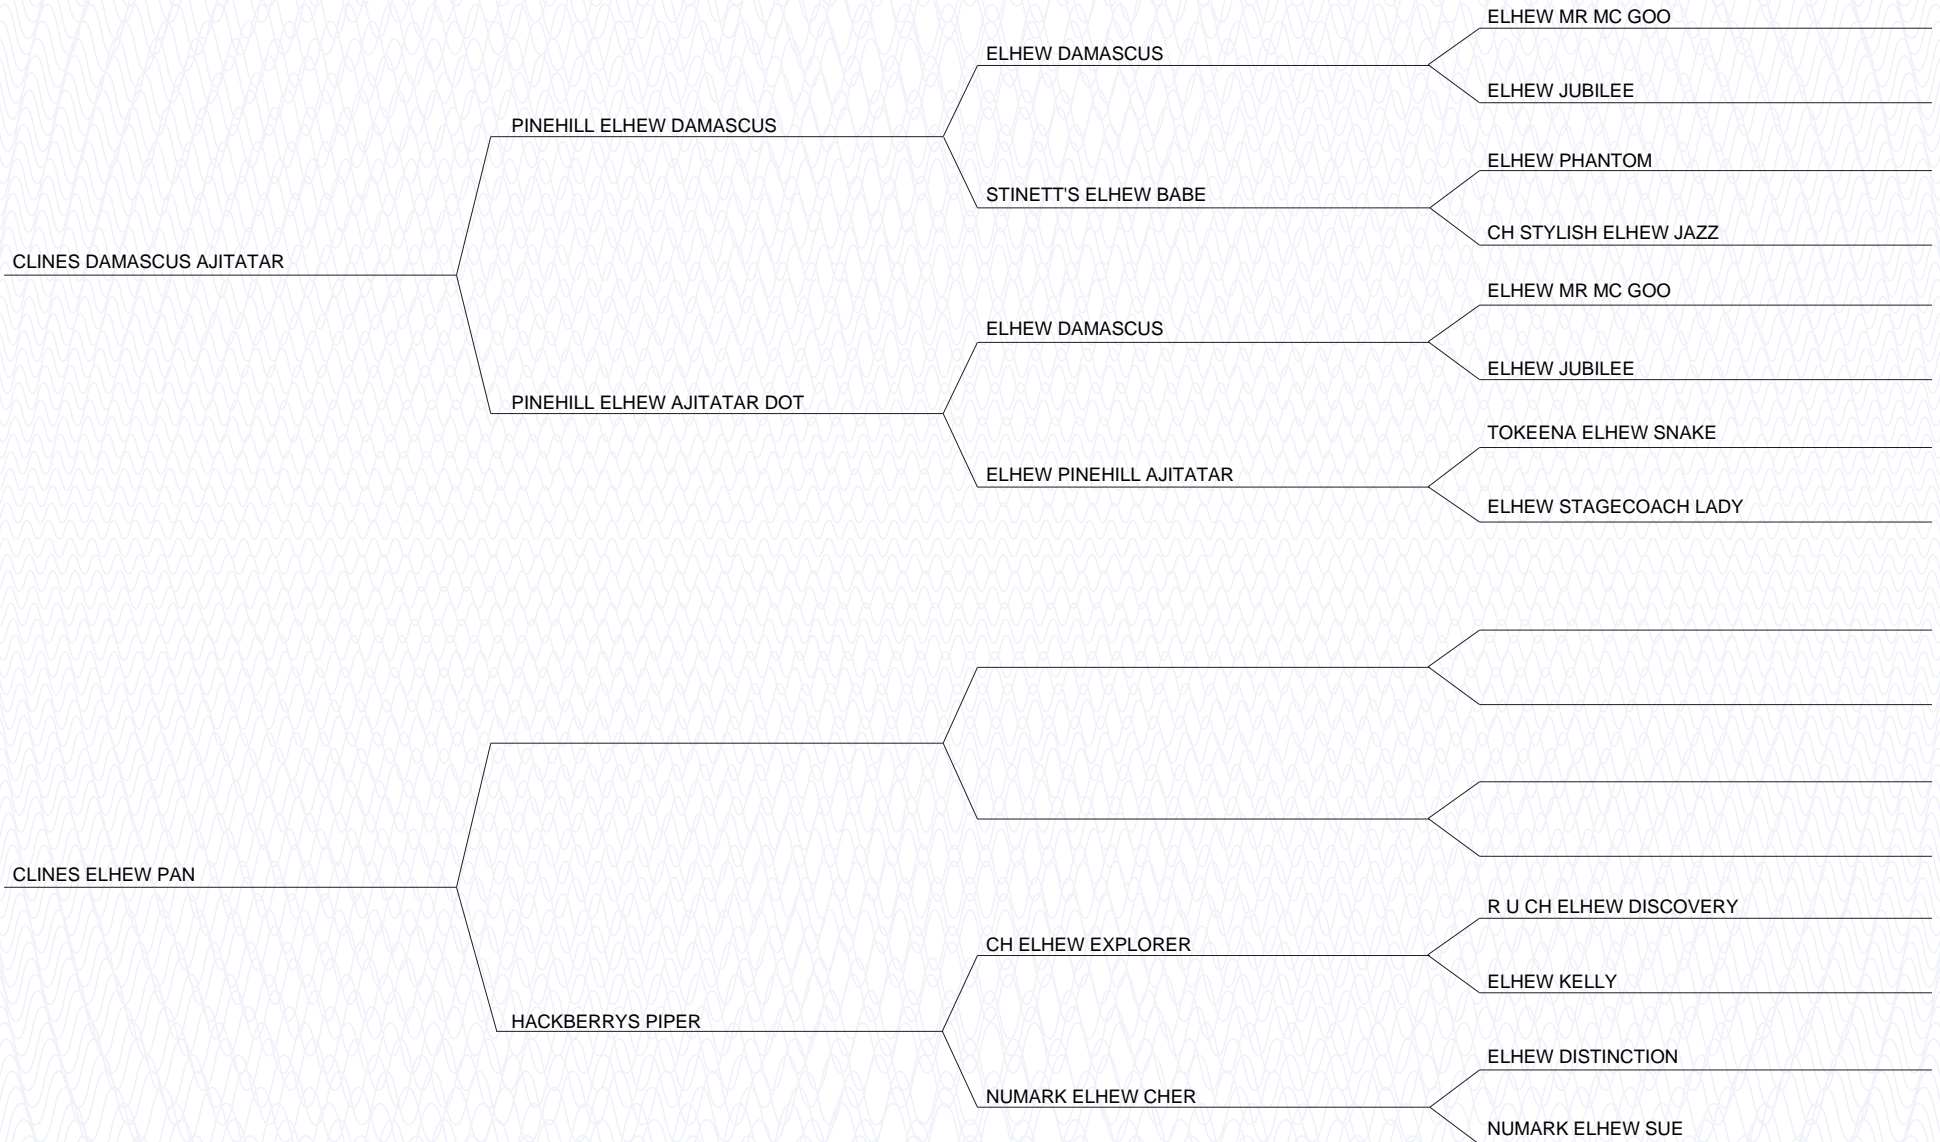 ELHEW MR MC GOO
ELHEW DAMASCUS
ELHEW JUBILEE
PINEHILL ELHEW DAMASCUS
ELHEW PHANTOM
STINETT'S ELHEW BABE
CH STYLISH ELHEW JAZZ
CLINES DAMASCUS AJITATAR
ELHEW MR MC GOO
ELHEW DAMASCUS
ELHEW JUBILEE
PINEHILL ELHEW AJITATAR DOT
TOKEENA ELHEW SNAKE
ELHEW PINEHILL AJITATAR
ELHEW STAGECOACH LADY
CLINES ELHEW PAN
R U CH ELHEW DISCOVERY
CH ELHEW EXPLORER
ELHEW KELLY
HACKBERRYS PIPER
ELHEW DISTINCTION
NUMARK ELHEW CHER
NUMARK ELHEW SUE